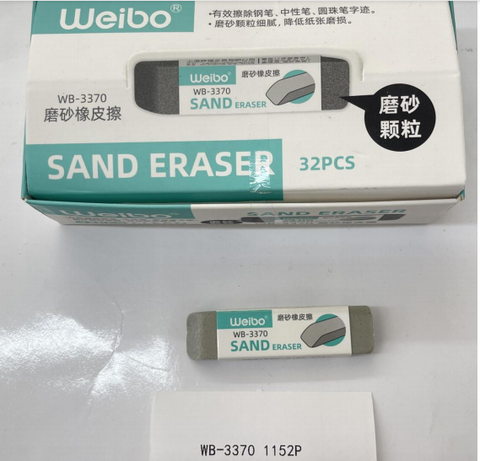 Weibo®
·有效擦除钢笔、中性笔、圆珠笔字迹。
·磨砂颗粒细腻,降低纸张磨损。
Weibo
磨砂橡皮擦
WB-3370
SAND ERASER
WB-3370
磨砂橡皮擦
磨砂
颗粒
SAND ERASER
32PCS
Weibo®
SAND ERASER
Weibo
磨砂橡皮擦
WB-3370
SAND ERASER
WB-3370 1152P